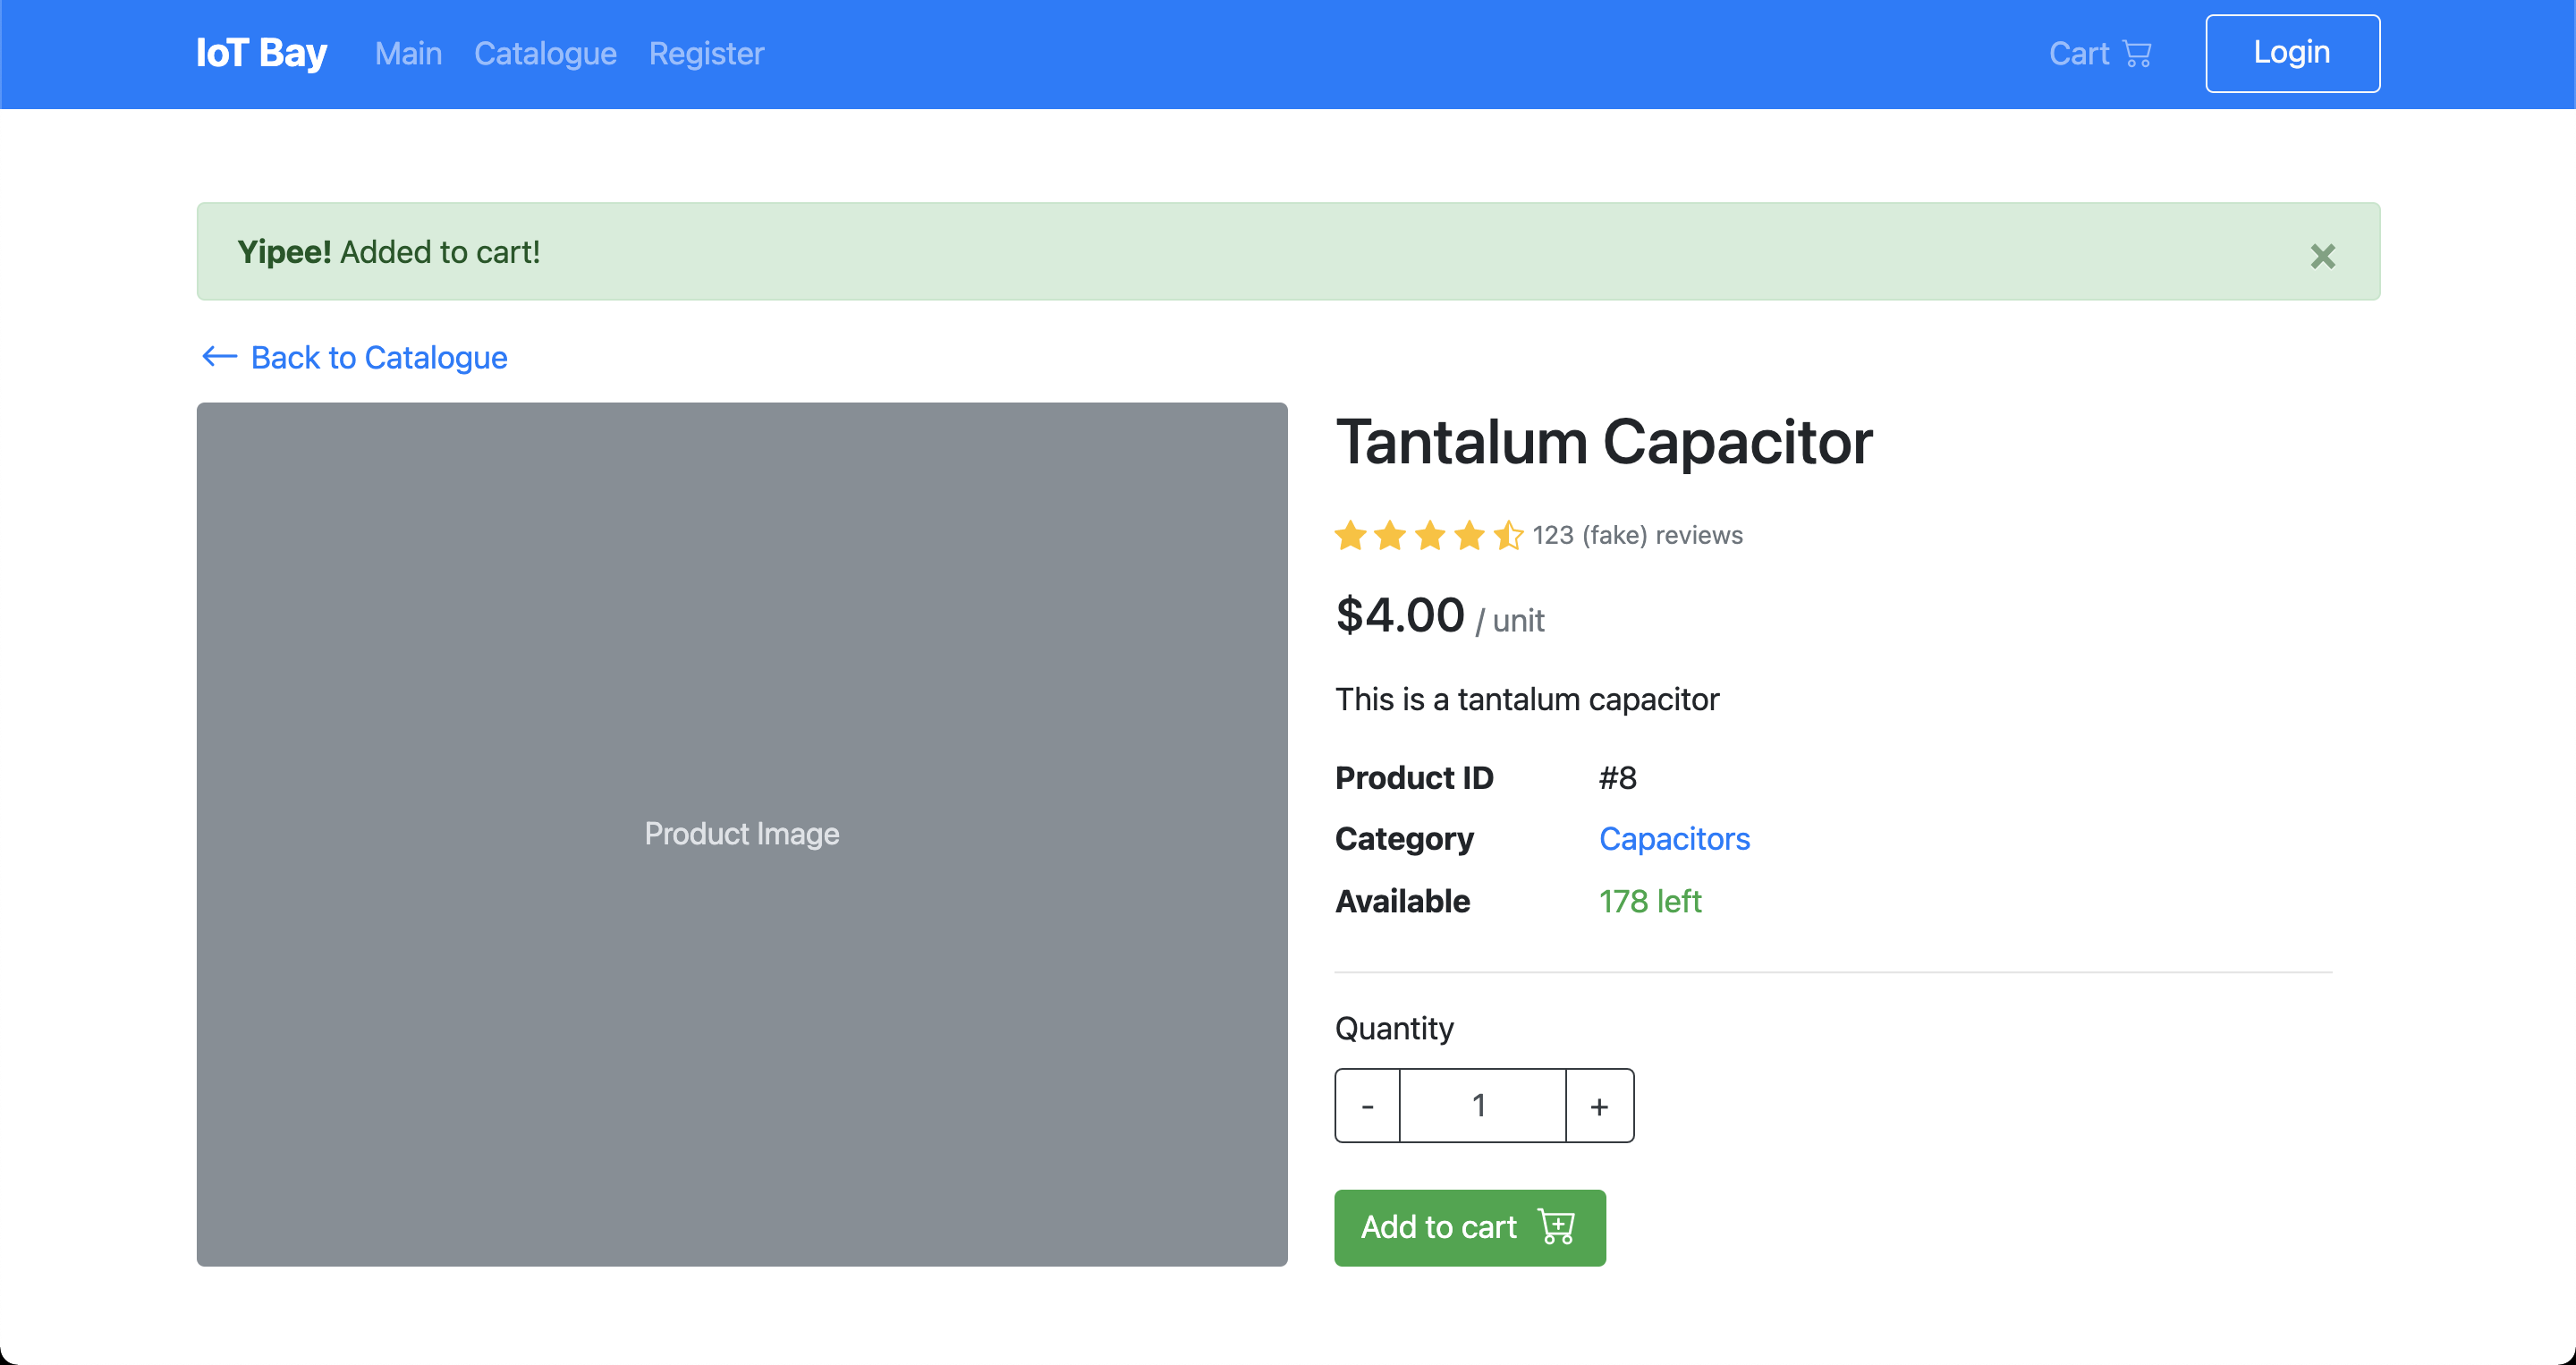 IoT Bay Main Catalogue Register Cart Login
Yipee! Added to cart!
×
Back to Catalogue
Product Image
Tantalum Capacitor
123 (fake) reviews
$4.00 / unit
This is a tantalum capacitor
Product ID #8
Category Capacitors
Available 178 left
Quantity
- 1 +
Add to cart